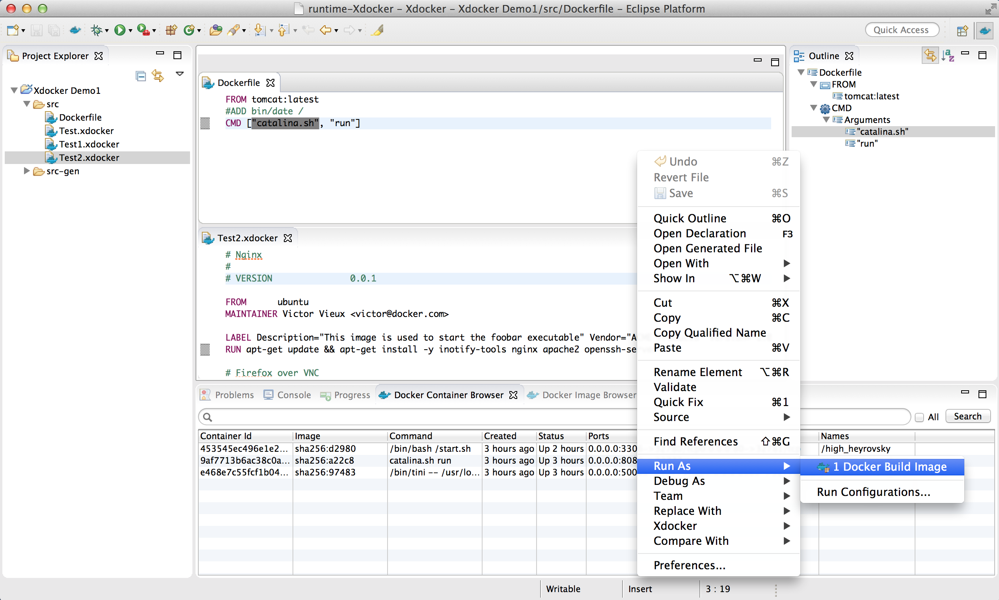 runtime-Xdocker – Xdocker – Xdocker Demo1/src/Dockerfile – Eclipse Platform
Quick Access
Project Explorer
Xdocker Demo1
src
Dockerfile
Test.xdocker
Test1.xdocker
Test2.xdocker
src-gen
Dockerfile
FROM tomcat:latest
#ADD bin/date /
CMD ["catalina.sh", "run"]
Test2.xdocker
# Nginx
#
# VERSION 0.0.1
FROM ubuntu
MAINTAINER Victor Vieux <victor@docker.com>
LABEL Description="This image is used to start the foobar executable" Vendor="A
RUN apt-get update && apt-get install -y inotify-tools nginx apache2 openssh-se
# Firefox over VNC
Outline
Dockerfile
FROM
tomcat:latest
CMD
Arguments
"catalina.sh"
"run"
Problems Console Progress Docker Container Browser Docker Image Browser
All Search
Container Id Image Command Created Status Ports Names
453545ec496e1e2... sha256:d2980 /bin/bash /start.sh 3 hours ago Up 2 hours 0.0.0.0:330 /high_heyrovsky
9af7713b6ac38c0a... sha256:a22c8 catalina.sh run 3 hours ago Up 3 hours 0.0.0.0:808
e468e7c55fcf1b04... sha256:97483 /bin/tini -- /usr/lo... 3 hours ago Up 3 hours 0.0.0.0:500
Undo ⌘Z
Revert File
Save ⌘S
Quick Outline ⌘O
Open Declaration F3
Open Generated File
Open With
Show In ⌥⌘W
Cut ⌘X
Copy ⌘C
Copy Qualified Name
Paste ⌘V
Rename Element ⌥⌘R
Validate
Quick Fix ⌘1
Source
Find References ⇧⌘G
Run As
Debug As
Team
Replace With
Xdocker
Compare With
Preferences...
1 Docker Build Image
Run Configurations...
Writable Insert 3 : 19